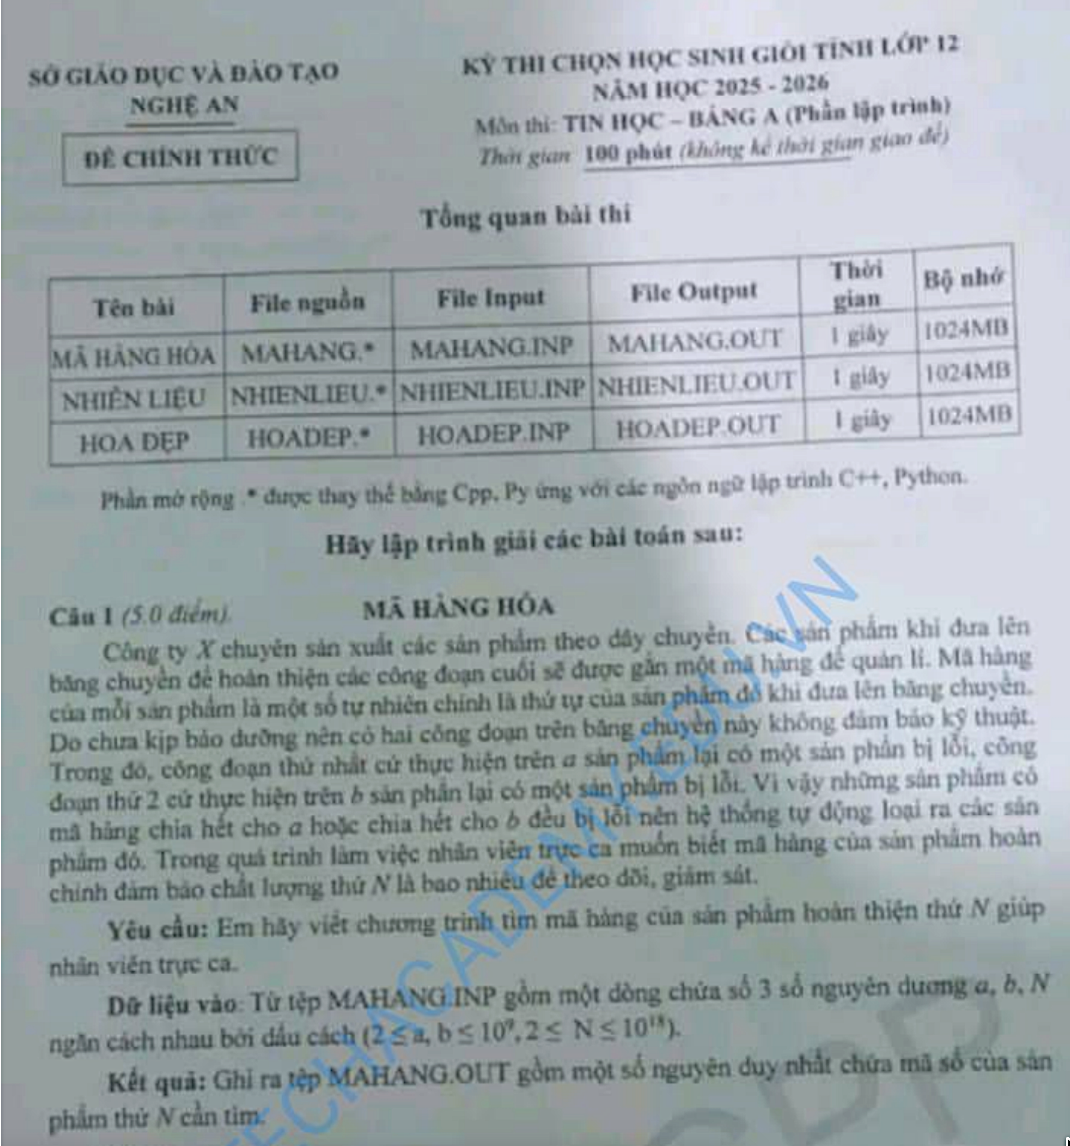 SỞ GIÁO DỤC VÀ ĐÀO TẠO
NGHỆ AN
ĐỀ CHÍNH THỨC
KỲ THI CHỌN HỌC SINH GIỎI TỈNH LỚP 12
NĂM HỌC 2025 - 2026
Môn thi: TIN HỌC – BẢNG A (Phần lập trình)
Thời gian 100 phút (không kể thời gian giao đề)
Tổng quan bài thi
Tên bài File nguồn File Input File Output Thời gian Bộ nhớ
MÃ HÀNG HÓA MAHANG.* MAHANG.INP MAHANG.OUT 1 giây 1024MB
NHIÊN LIỆU NHIENLIEU.* NHIENLIEU.INP NHIENLIEU.OUT 1 giây 1024MB
HOA ĐẸP HOADEP.* HOADEP.INP HOADEP.OUT 1 giây 1024MB
Phần mở rộng .* được thay thế bằng Cpp, Py ứng với các ngôn ngữ lập trình C++, Python.
Hãy lập trình giải các bài toán sau:
Câu 1 (5.0 điểm). MÃ HÀNG HÓA
Công ty X chuyên sản xuất các sản phẩm theo dây chuyền. Các sản phẩm khi đưa lên
băng chuyền để hoàn thiện các công đoạn cuối sẽ được gắn một mã hàng để quản lí. Mã hàng
của mỗi sản phẩm là một số tự nhiên chính là thứ tự của sản phẩm đó khi đưa lên băng chuyền.
Do chưa kịp bảo dưỡng nên có hai công đoạn trên băng chuyền này không đảm bảo kỹ thuật.
Trong đó, công đoạn thứ nhất cứ thực hiện trên a sản phẩm lại có một sản phẩn bị lỗi, công
đoạn thứ 2 cứ thực hiện trên b sản phẩn lại có một sản phẩm bị lỗi. Vì vậy những sản phẩm có
mã hàng chia hết cho a hoặc chia hết cho b đều bị lỗi nên hệ thống tự động loại ra các sản
phẩm đó. Trong quá trình làm việc nhân viên trực ca muốn biết mã hàng của sản phẩm hoàn
chỉnh đảm bảo chất lượng thứ N là bao nhiêu để theo dõi, giám sát.
Yêu cầu: Em hãy viết chương trình tìm mã hàng của sản phẩm hoàn thiện thứ N giúp
nhân viên trực ca.
Dữ liệu vào: Từ tệp MAHANG.INP gồm một dòng chứa số 3 số nguyên dương a, b, N
ngăn cách nhau bởi dấu cách (2 ≤ a, b ≤ 10⁹, 2 ≤ N ≤ 10¹⁸).
Kết quả: Ghi ra tệp MAHANG.OUT gồm một số nguyên duy nhất chứa mã số của sản
phẩm thứ N cần tìm.
TECHACADEMY.EDU.VN